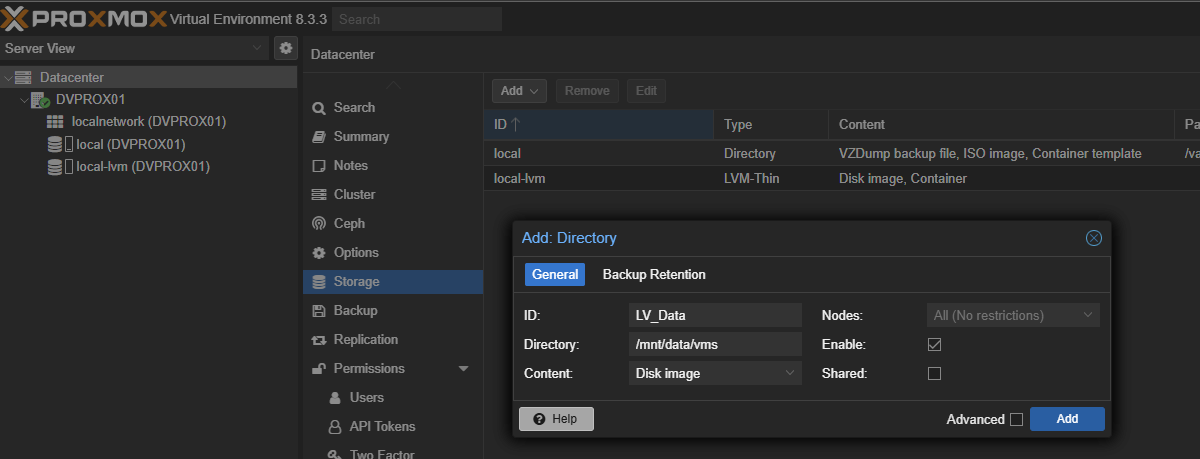 PROXMOX Virtual Environment 8.3.3 Search
Server View
Datacenter
DVPROX01
localnetwork (DVPROX01)
local (DVPROX01)
local-lvm (DVPROX01)
Datacenter
Search
Summary
Notes
Cluster
Ceph
Options
Storage
Backup
Replication
Permissions
Users
API Tokens
Two Factor
Add Remove Edit
ID Type Content
local Directory VZDump backup file, ISO image, Container template
local-lvm LVM-Thin Disk image, Container
Add: Directory
General Backup Retention
ID: LV_Data Nodes: All (No restrictions)
Directory: /mnt/data/vms Enable:
Content: Disk image Shared:
Help Advanced Add